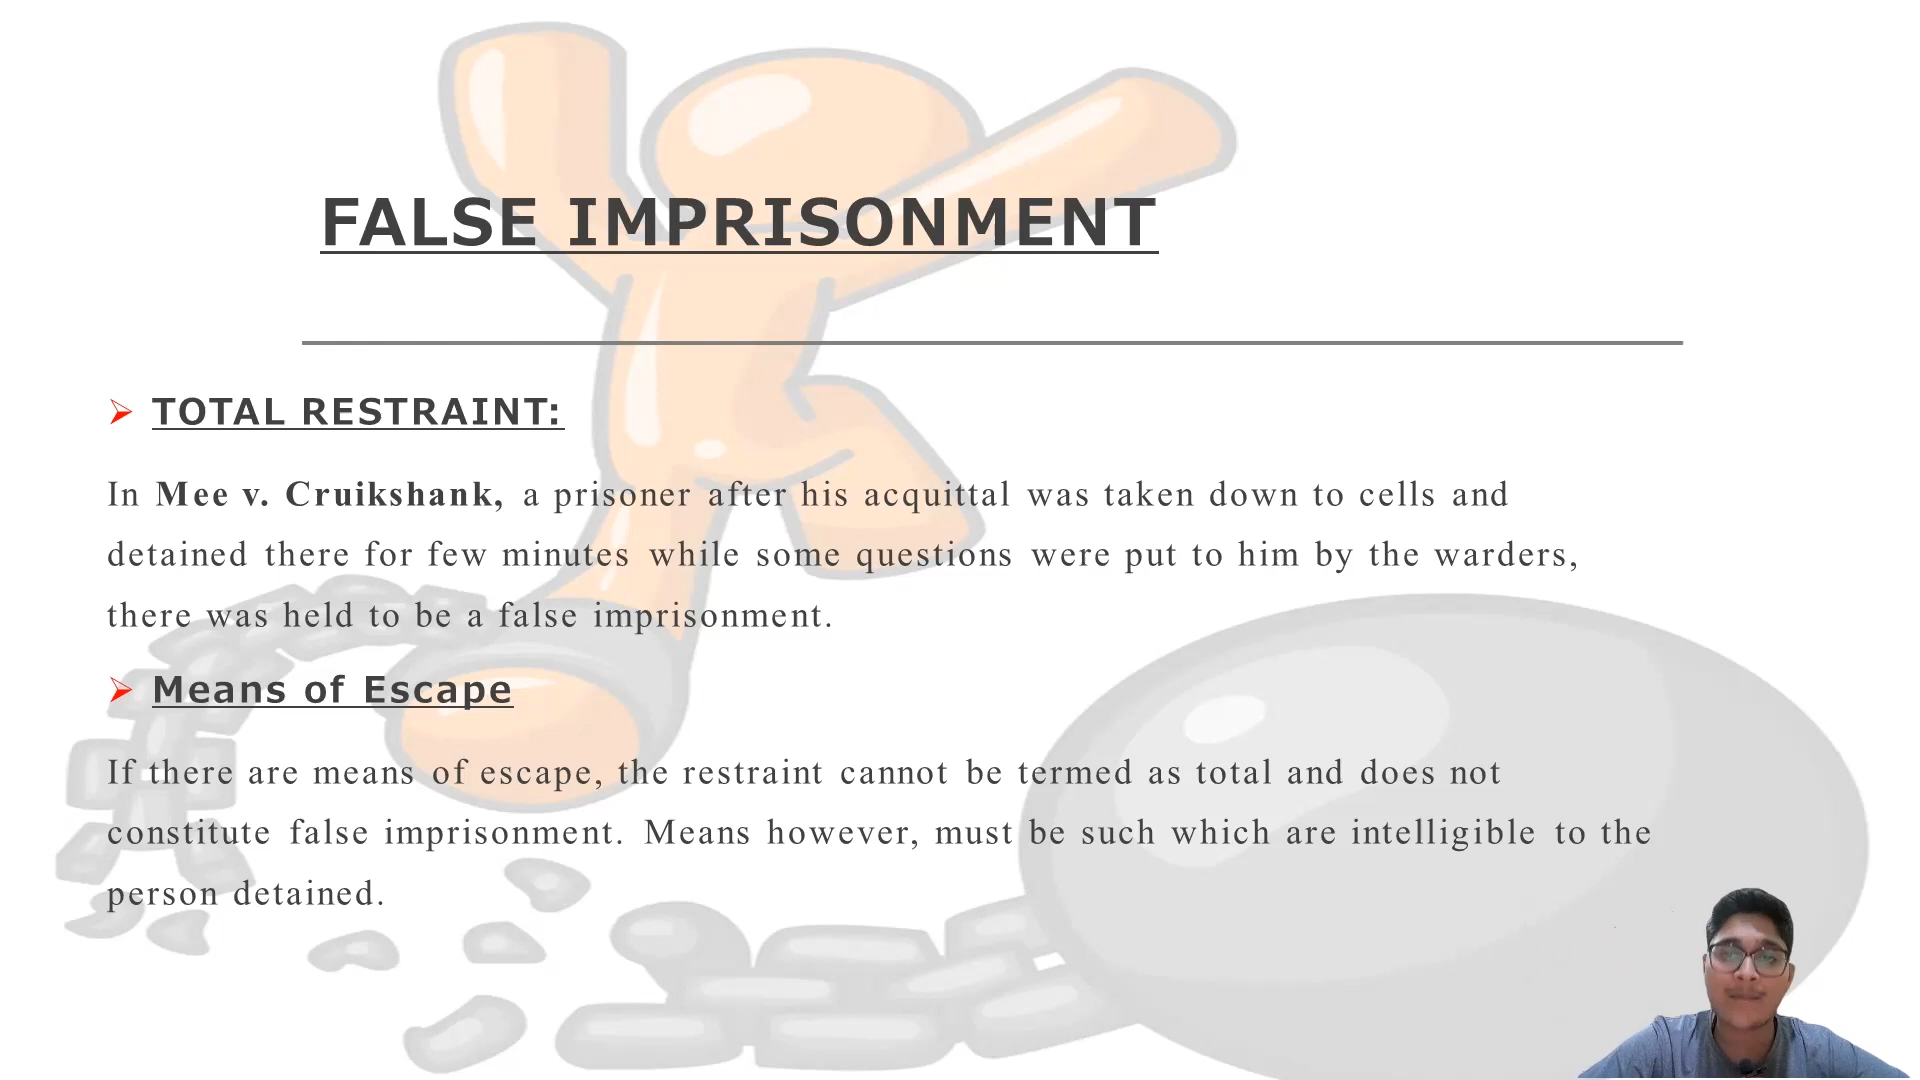 FALSE IMPRISONMENT
TOTAL RESTRAINT:
In Mee v. Cruikshank, a prisoner after his acquittal was taken down to cells and
detained there for few minutes while some questions were put to him by the warders,
there was held to be a false imprisonment.
Means of Escape
If there are means of escape, the restraint cannot be termed as total and does not
constitute false imprisonment. Means however, must be such which are intelligible to the
person detained.